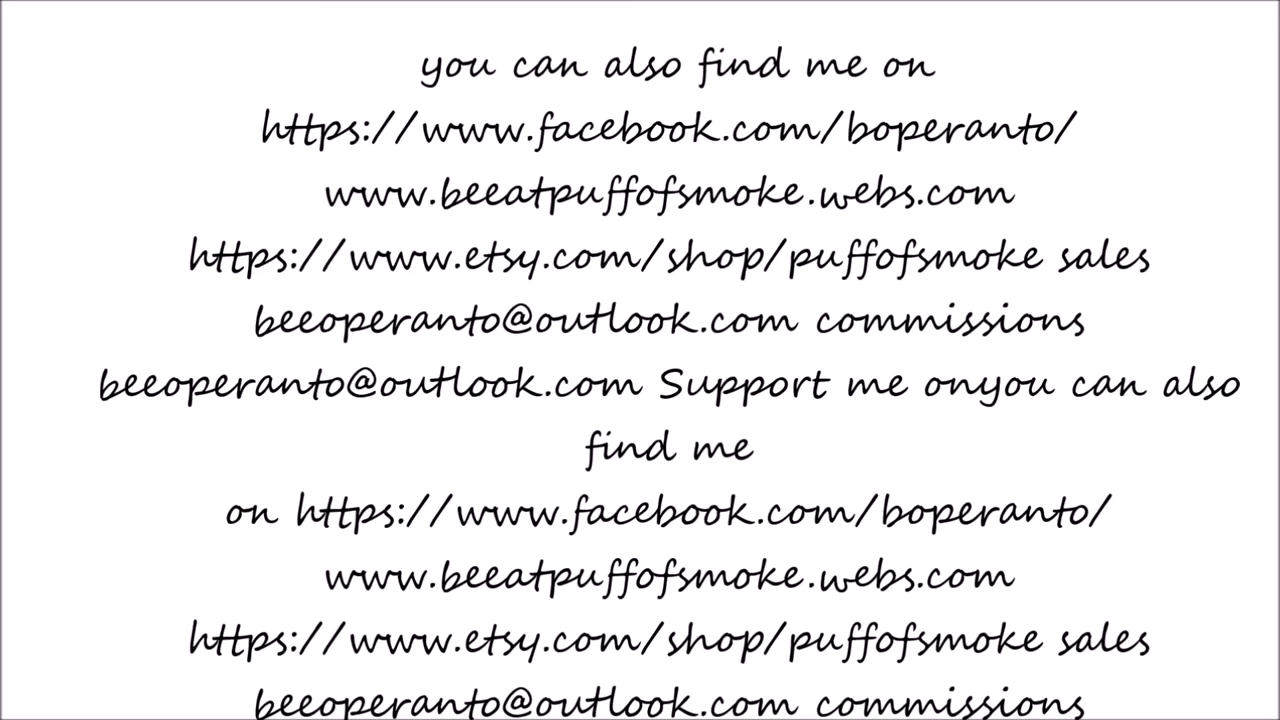 you can also find me on
https://www.facebook.com/boperanto/
www.beeatpuffofsmoke.webs.com
https://www.etsy.com/shop/puffofsmoke sales
beeoperanto@outlook.com commissions
beeoperanto@outlook.com Support me onyou can also
find me
on https://www.facebook.com/boperanto/
www.beeatpuffofsmoke.webs.com
https://www.etsy.com/shop/puffofsmoke sales
beeoperanto@outlook.com commissions